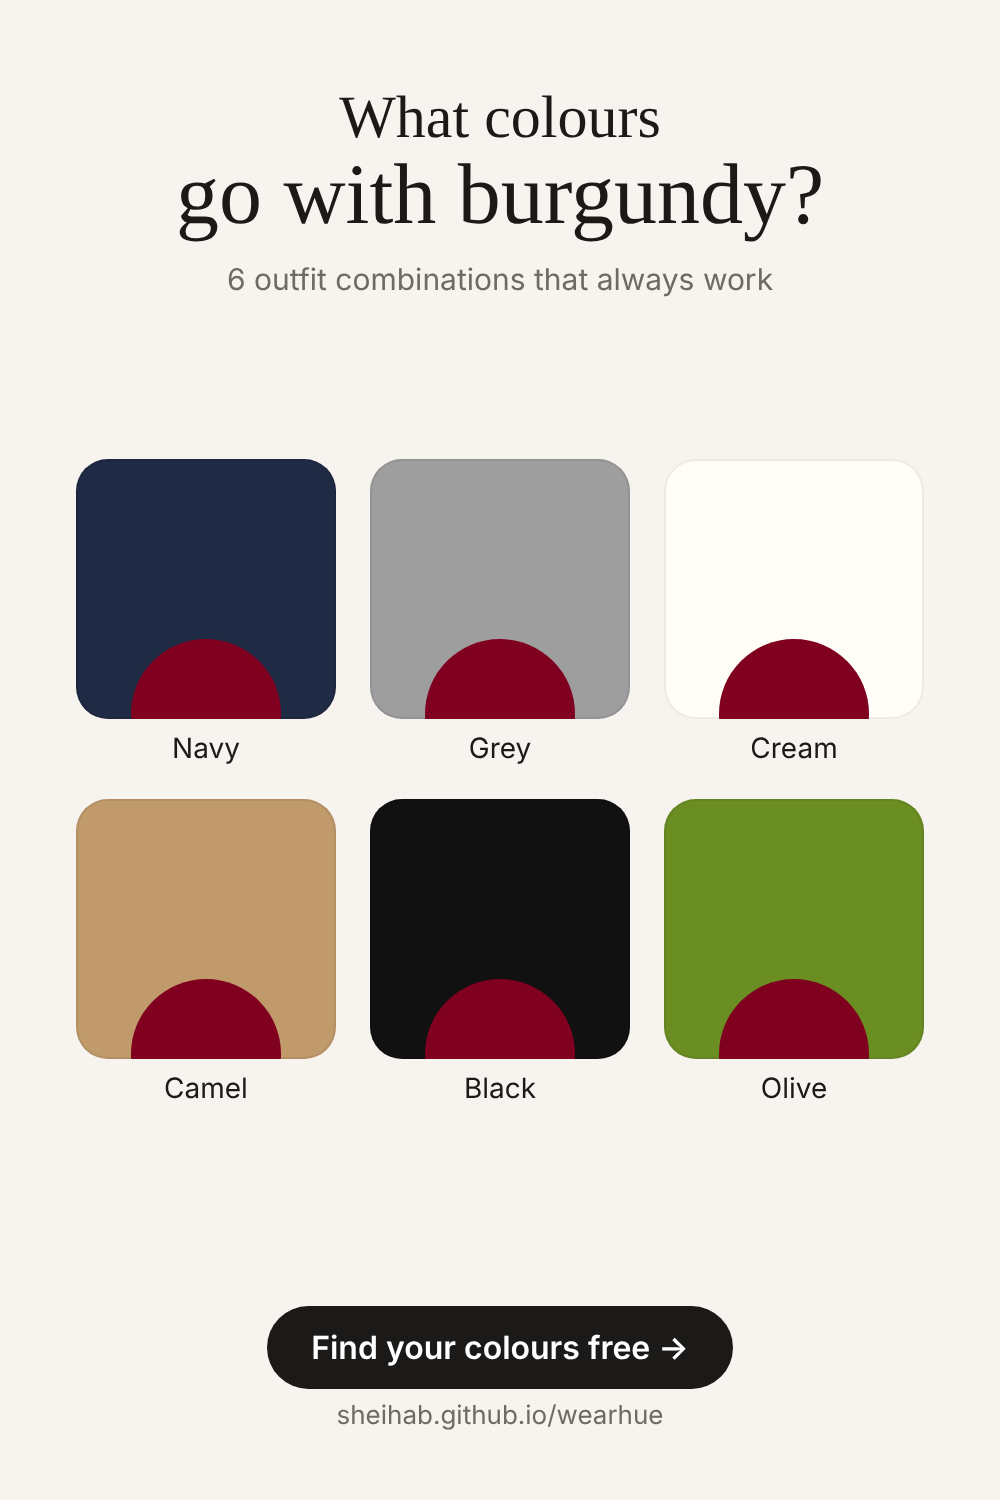 What colours
go with burgundy?
6 outfit combinations that always work
Navy
Grey
Cream
Camel
Black
Olive
Find your colours free →
sheihab.github.io/wearhue